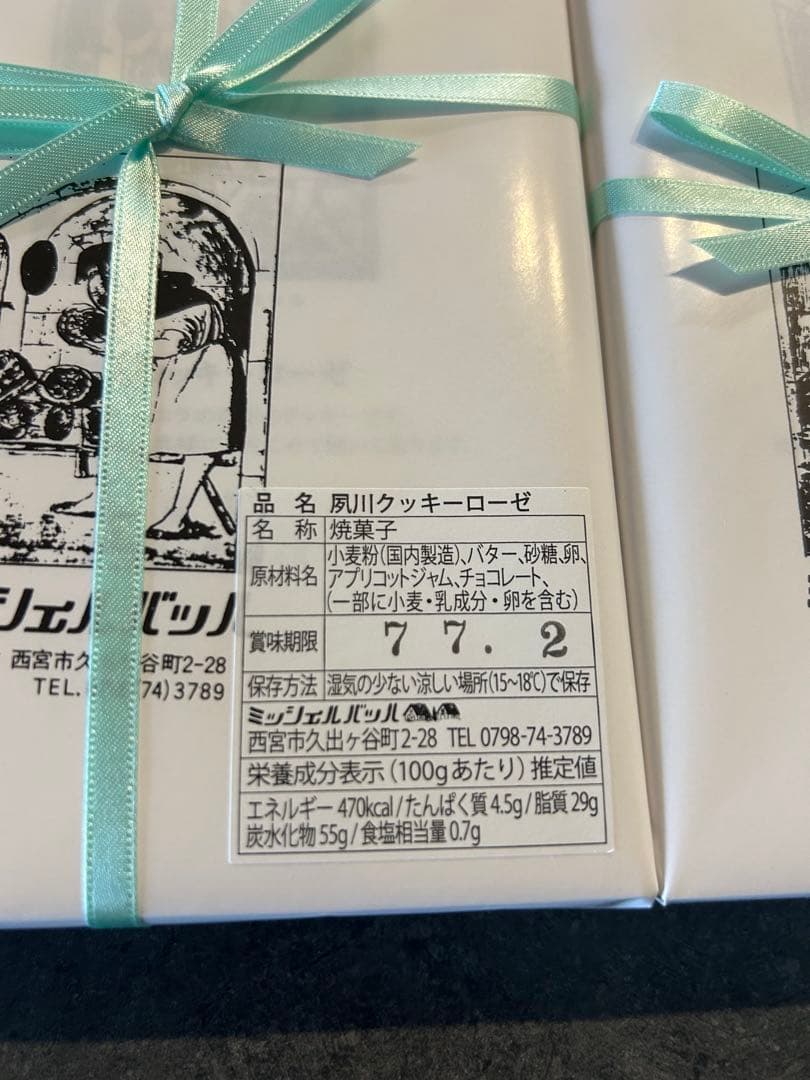 品名 夙川クッキーローゼ
名称 焼菓子
原材料名 小麦粉(国内製造)、バター、砂糖、卵、
アプリコットジャム、チョコレート、
(一部に小麦・乳成分・卵を含む)
賞味期限 7 7. 2
保存方法 湿気の少ない涼しい場所(15~18℃)で保存
ミッシェルバッハ
西宮市久出ヶ谷町2-28 TEL 0798-74-3789
栄養成分表示(100gあたり)推定値
エネルギー 470kcal/たんぱく質 4.5g/脂質 29g
炭水化物 55g/食塩相当量 0.7g
シェルバッハ
西宮市久 谷町2-28
TEL. 74)3789